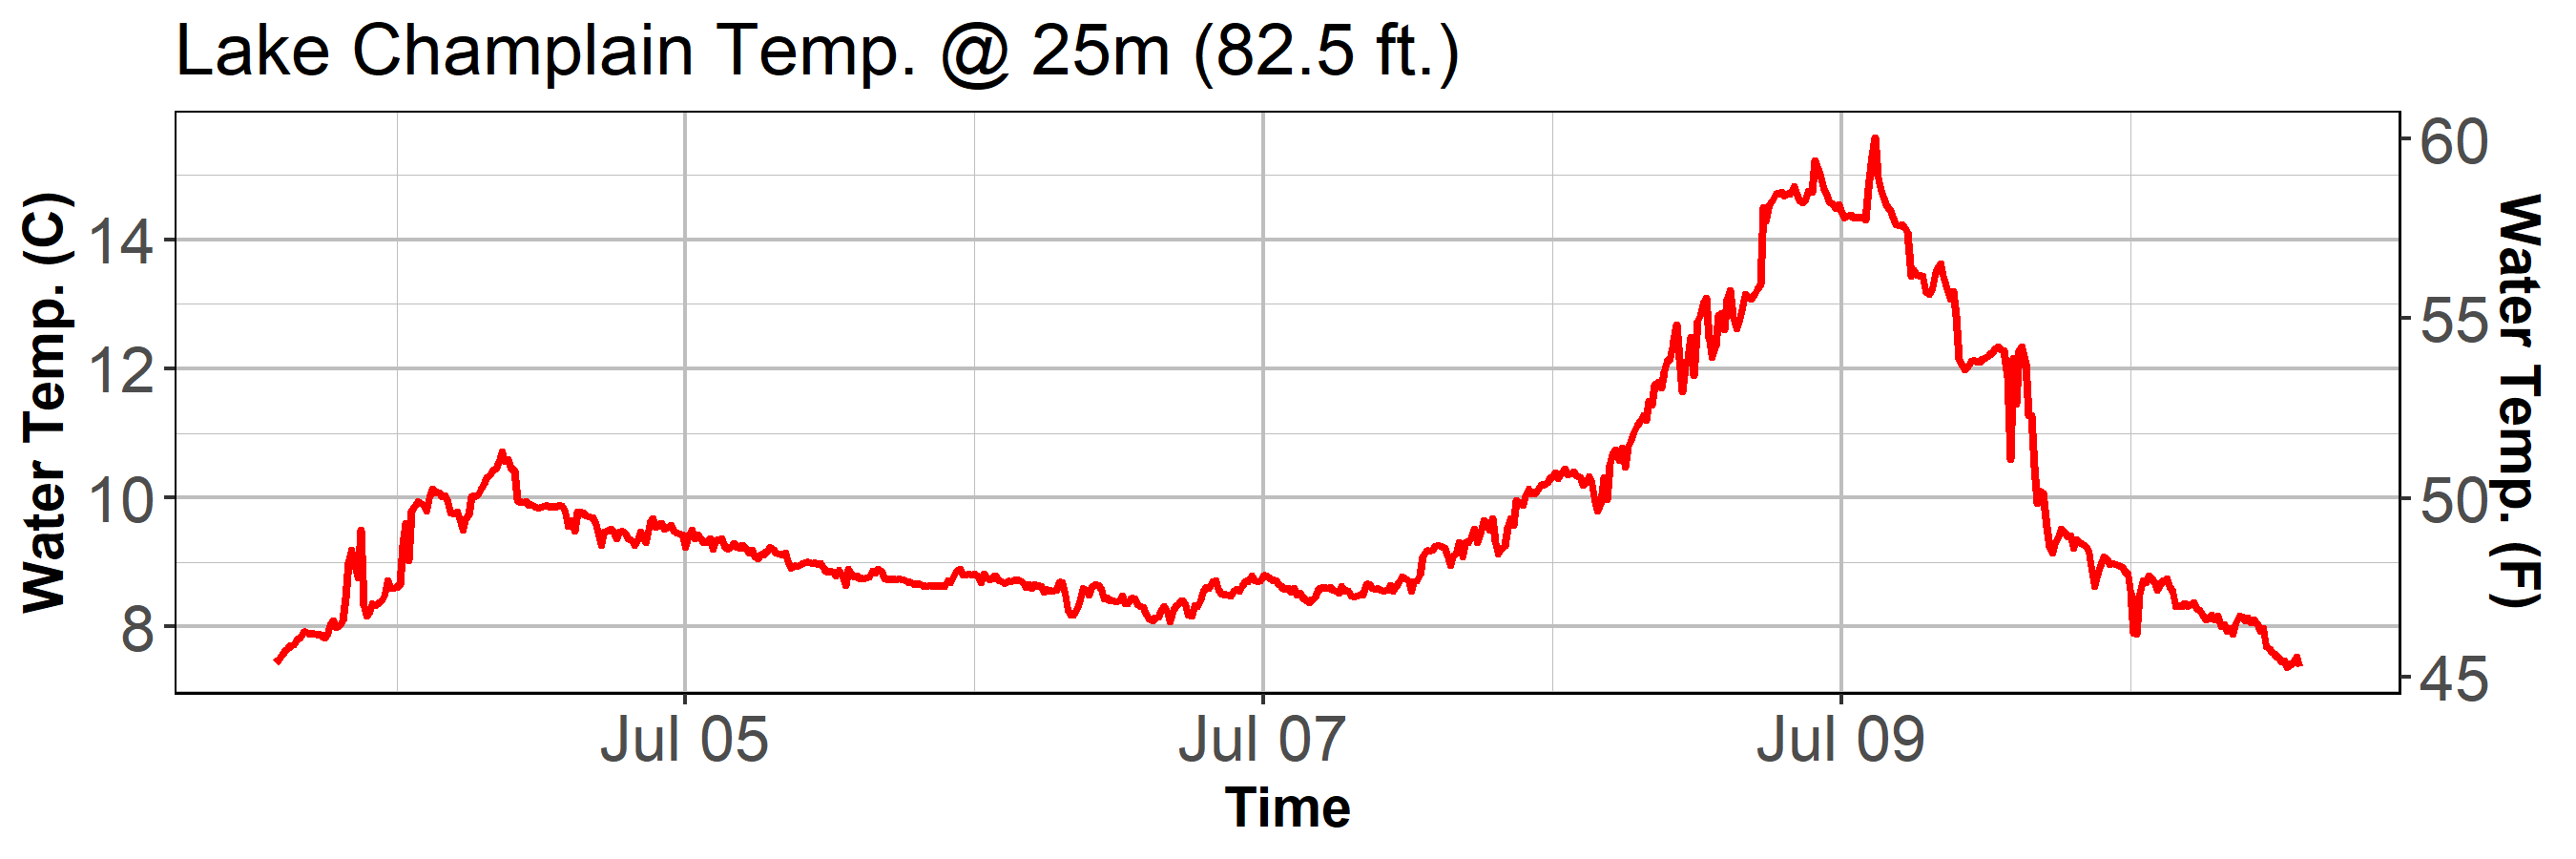 Lake Champlain Temp. @ 25m (82.5 ft.)
Water Temp. (C)
14
12
10
8
60
55
50
45
Water Temp. (F)
Jul 05
Jul 07
Jul 09
Time